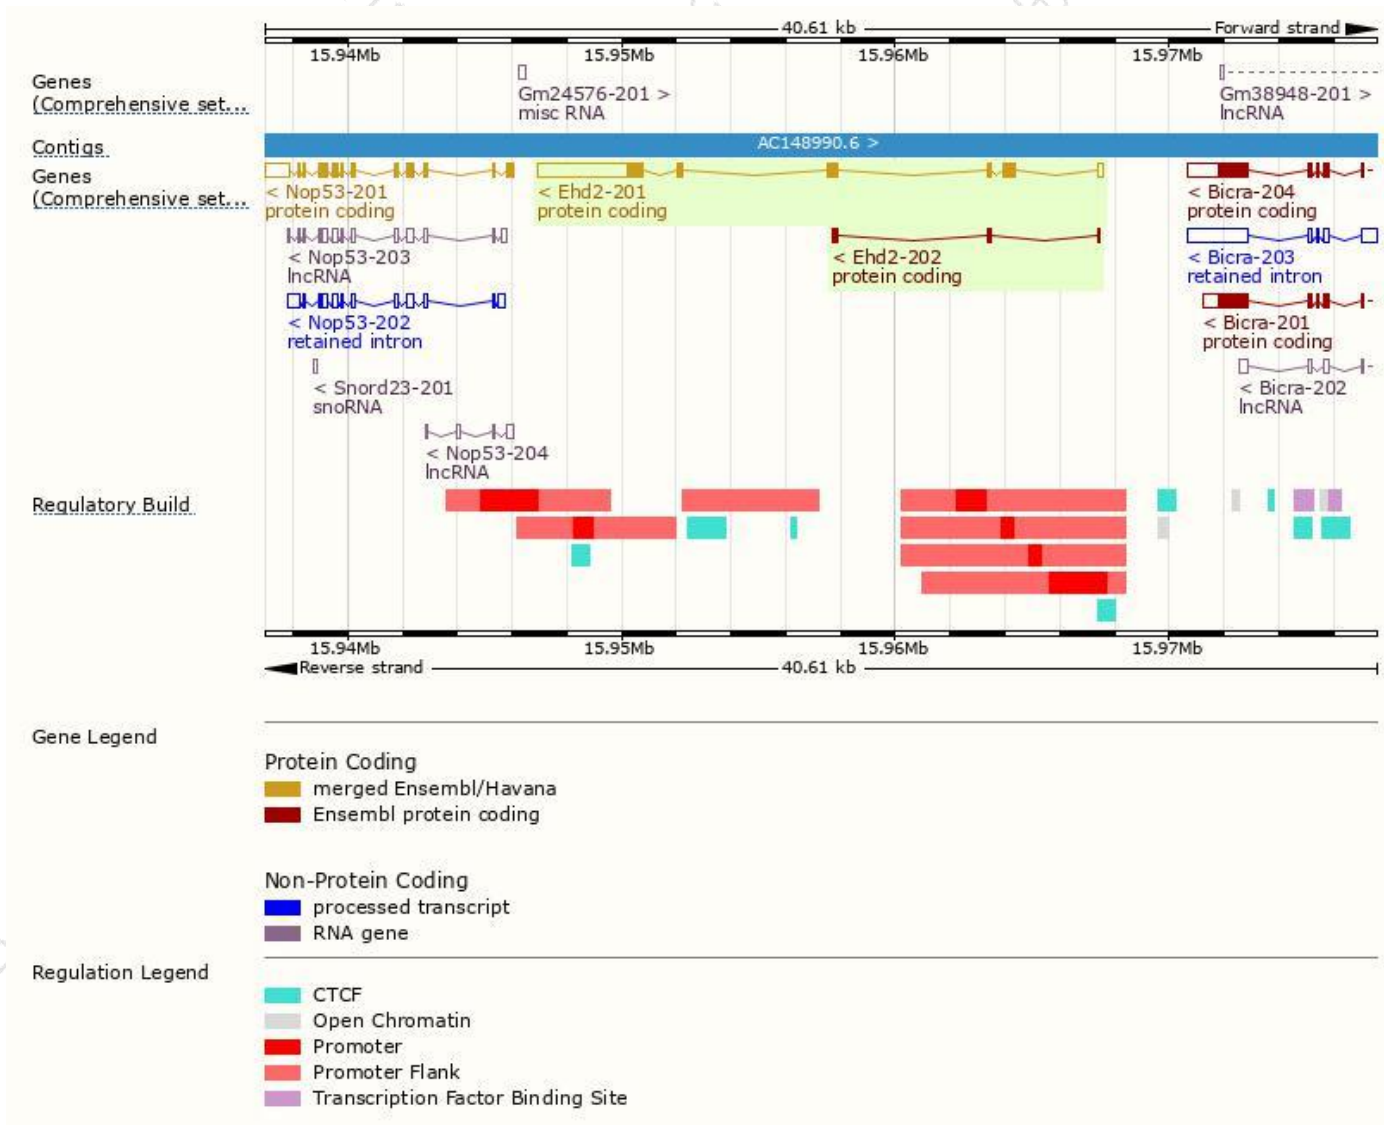 40.61 kb
Forward strand
15.94Mb 15.95Mb 15.96Mb 15.97Mb
Genes
(Comprehensive set...
Gm24576-201 >
misc RNA
Gm38948-201 >
lncRNA
Contigs
AC148990.6 >
Genes
(Comprehensive set...
< Nop53-201
protein coding
< Ehd2-201
protein coding
< Bicra-204
protein coding
< Nop53-203
lncRNA
< Ehd2-202
protein coding
< Bicra-203
retained intron
< Nop53-202
retained intron
< Bicra-201
protein coding
< Snord23-201
snoRNA
< Bicra-202
lncRNA
< Nop53-204
lncRNA
Regulatory Build
15.94Mb 15.95Mb 15.96Mb 15.97Mb
Reverse strand
40.61 kb
Gene Legend
Protein Coding
merged Ensembl/Havana
Ensembl protein coding
Non-Protein Coding
processed transcript
RNA gene
Regulation Legend
CTCF
Open Chromatin
Promoter
Promoter Flank
Transcription Factor Binding Site